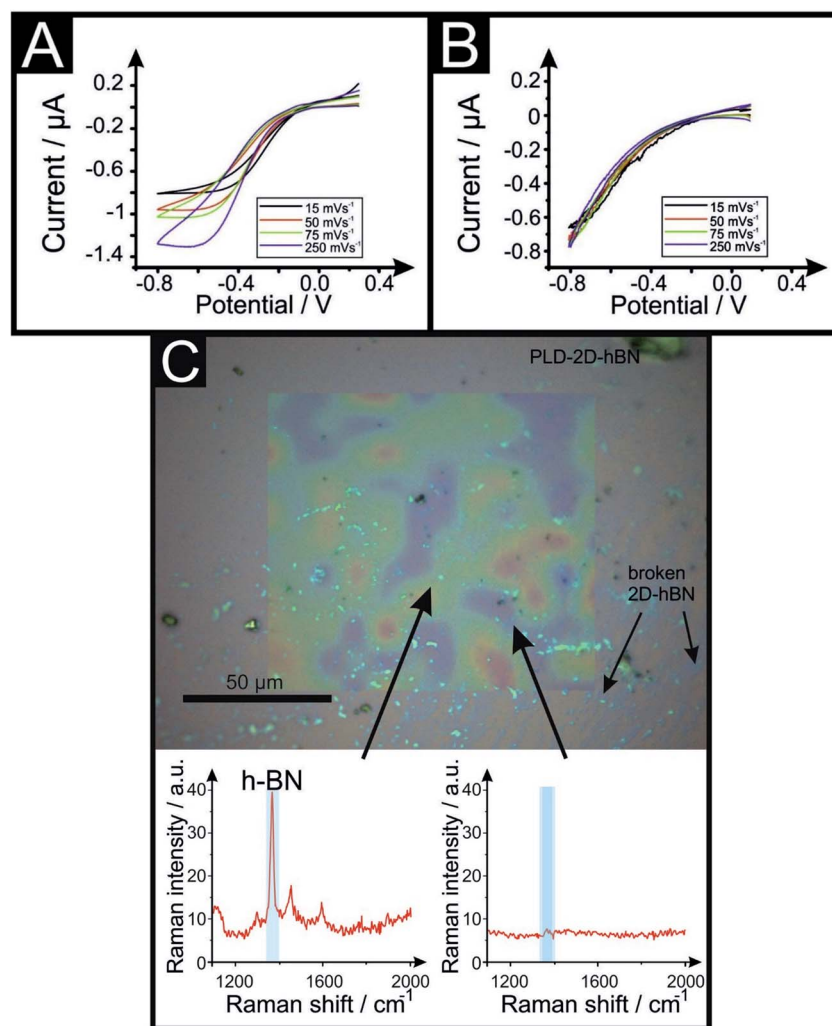 A
Current / µA
0.2
-0.2
-0.6
-1
-1.4
15 mVs⁻¹
50 mVs⁻¹
75 mVs⁻¹
250 mVs⁻¹
-0.8
-0.4
0.0
0.4
Potential / V
B
Current / µA
0.2
0
-0.2
-0.4
-0.6
-0.8
15 mVs⁻¹
50 mVs⁻¹
75 mVs⁻¹
250 mVs⁻¹
-0.8
-0.4
0.0
0.4
Potential / V
C
PLD-2D-hBN
broken
2D-hBN
50 µm
h-BN
Raman intensity / a.u.
40
30
20
10
0
1200
1600
2000
Raman shift / cm⁻¹
Raman intensity / a.u.
40
30
20
10
0
1200
1600
2000
Raman shift / cm⁻¹